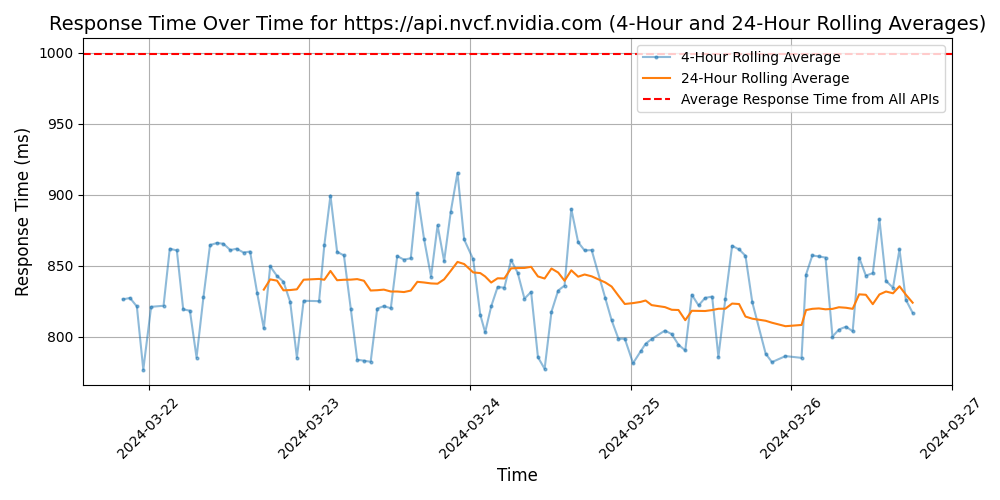 Response Time Over Time for https://api.nvcf.nvidia.com (4-Hour and 24-Hour Rolling Averages)
Response Time (ms)
1000
950
900
850
800
4-Hour Rolling Average
24-Hour Rolling Average
Average Response Time from All APIs
2024-03-22
2024-03-23
2024-03-24
2024-03-25
2024-03-26
2024-03-27
Time